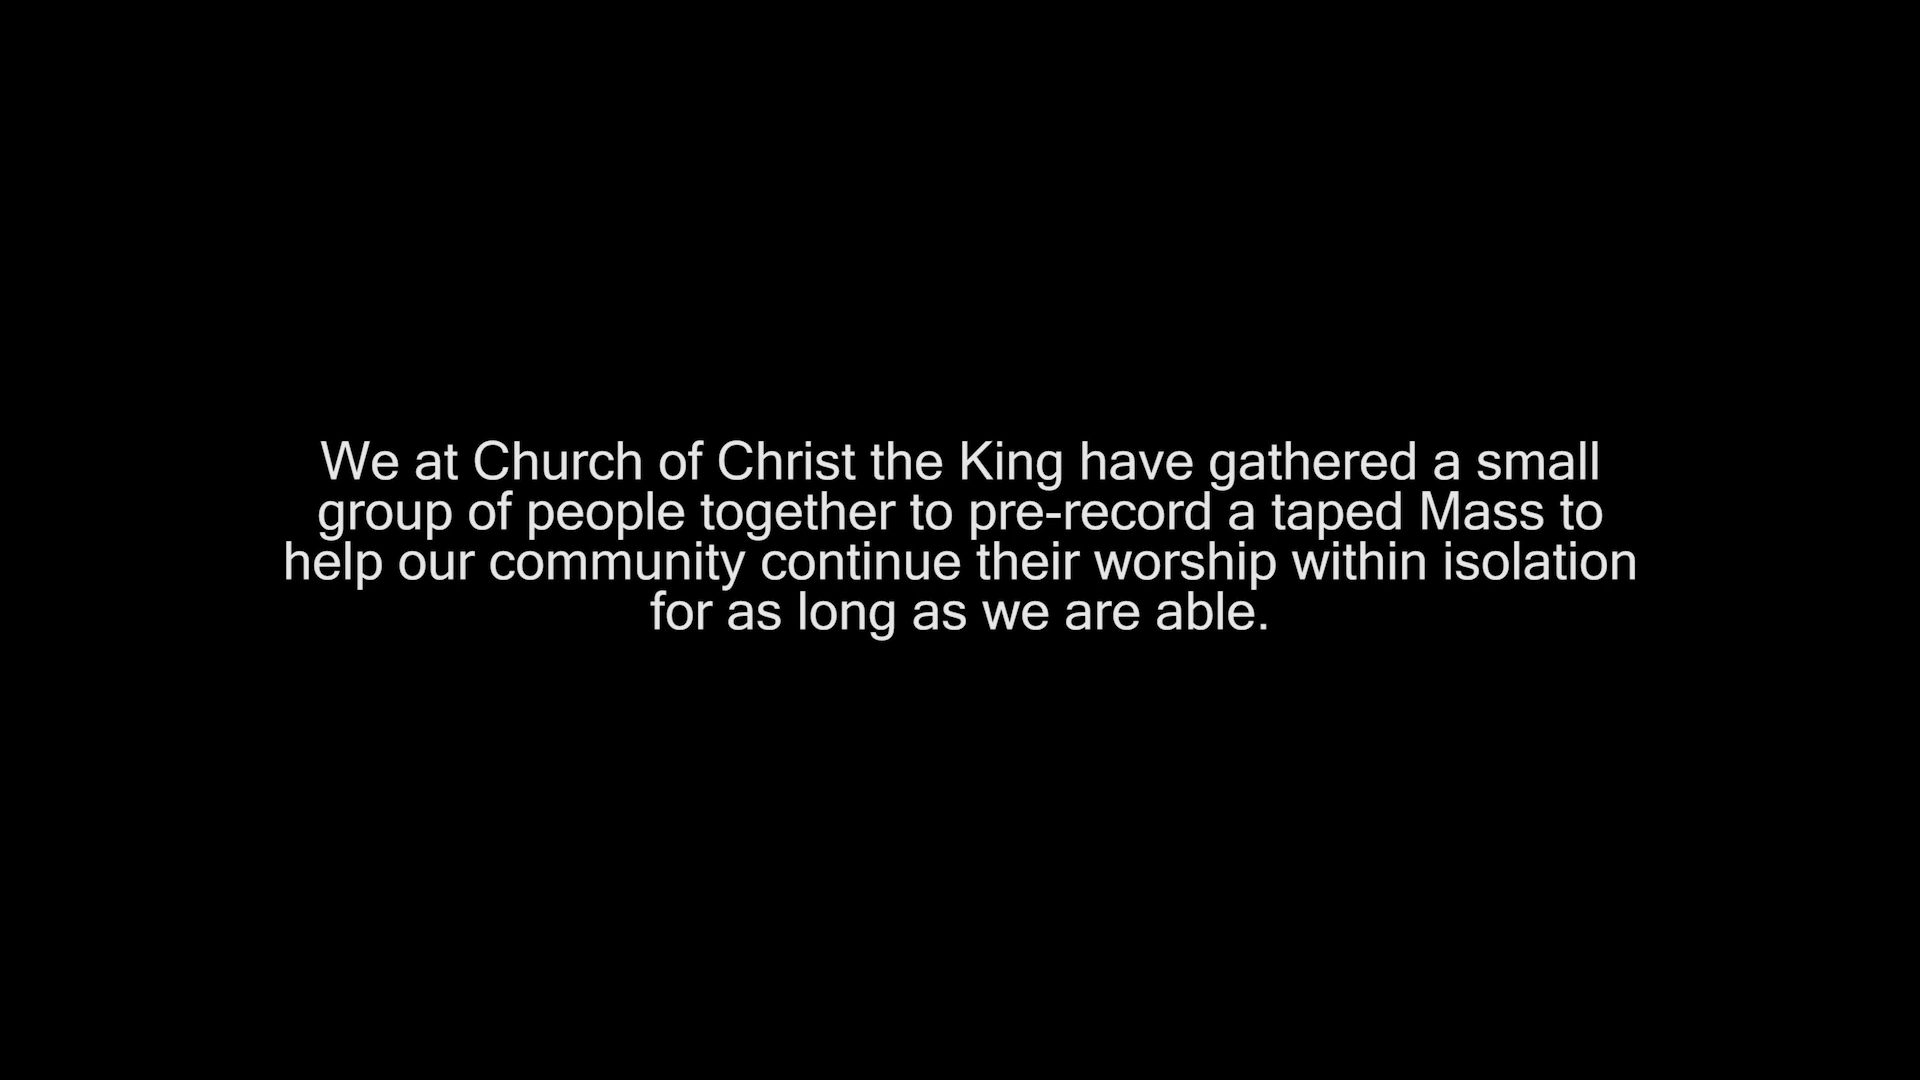 We at Church of Christ the King have gathered a small
group of people together to pre-record a taped Mass to
help our community continue their worship within isolation
for as long as we are able.